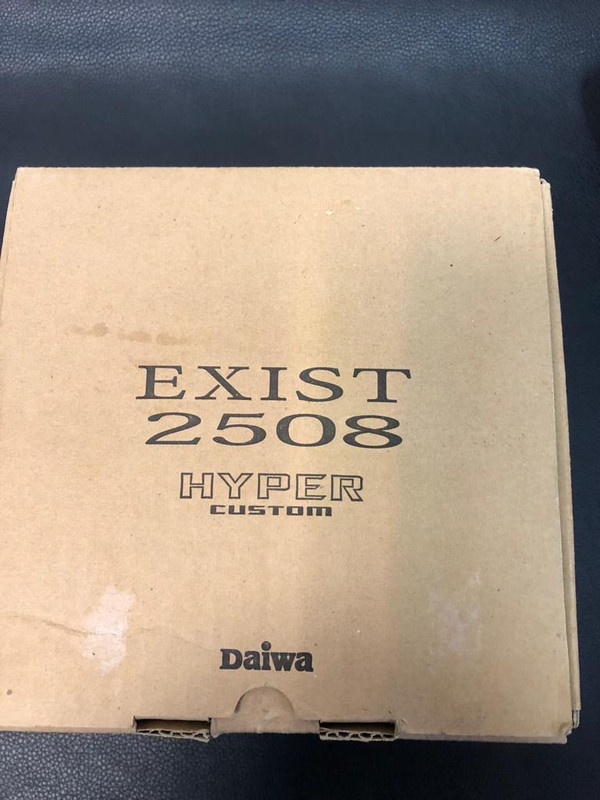 EXIST
2508
HYPER
CUSTOM
Daiwa